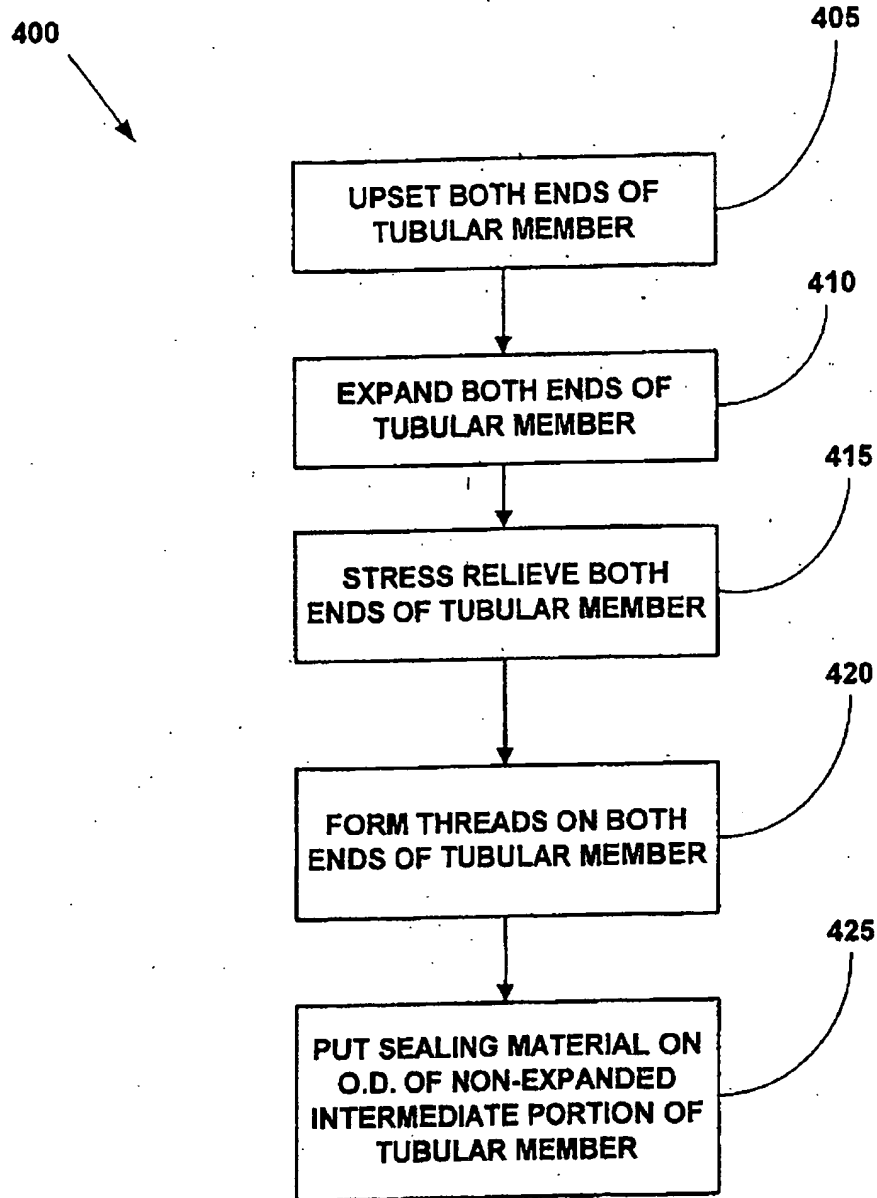 400
405
UPSET BOTH ENDS OF
TUBULAR MEMBER
410
EXPAND BOTH ENDS OF
TUBULAR MEMBER
415
STRESS RELIEVE BOTH
ENDS OF TUBULAR MEMBER
420
FORM THREADS ON BOTH
ENDS OF TUBULAR MEMBER
425
PUT SEALING MATERIAL ON
O.D. OF NON-EXPANDED
INTERMEDIATE PORTION OF
TUBULAR MEMBER